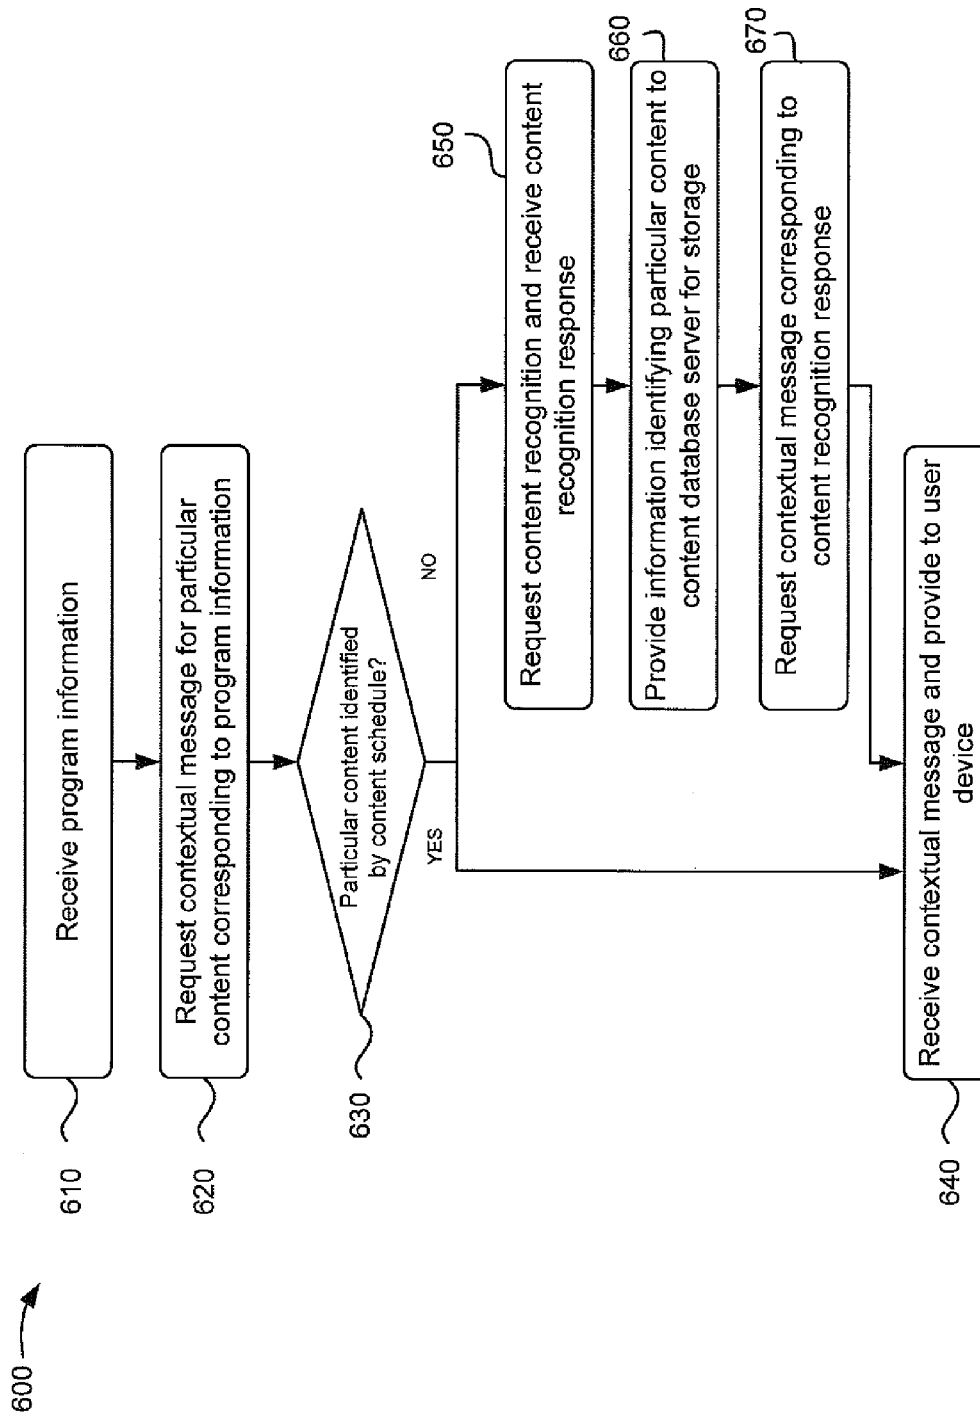 600
610
Receive program information
620
Request contextual message for particular
content corresponding to program information
630
Particular content identified
by content schedule?
YES
NO
650
Request content recognition and receive content
recognition response
660
Provide information identifying particular content to
content database server for storage
670
Request contextual message corresponding to
content recognition response
640
Receive contextual message and provide to user
device